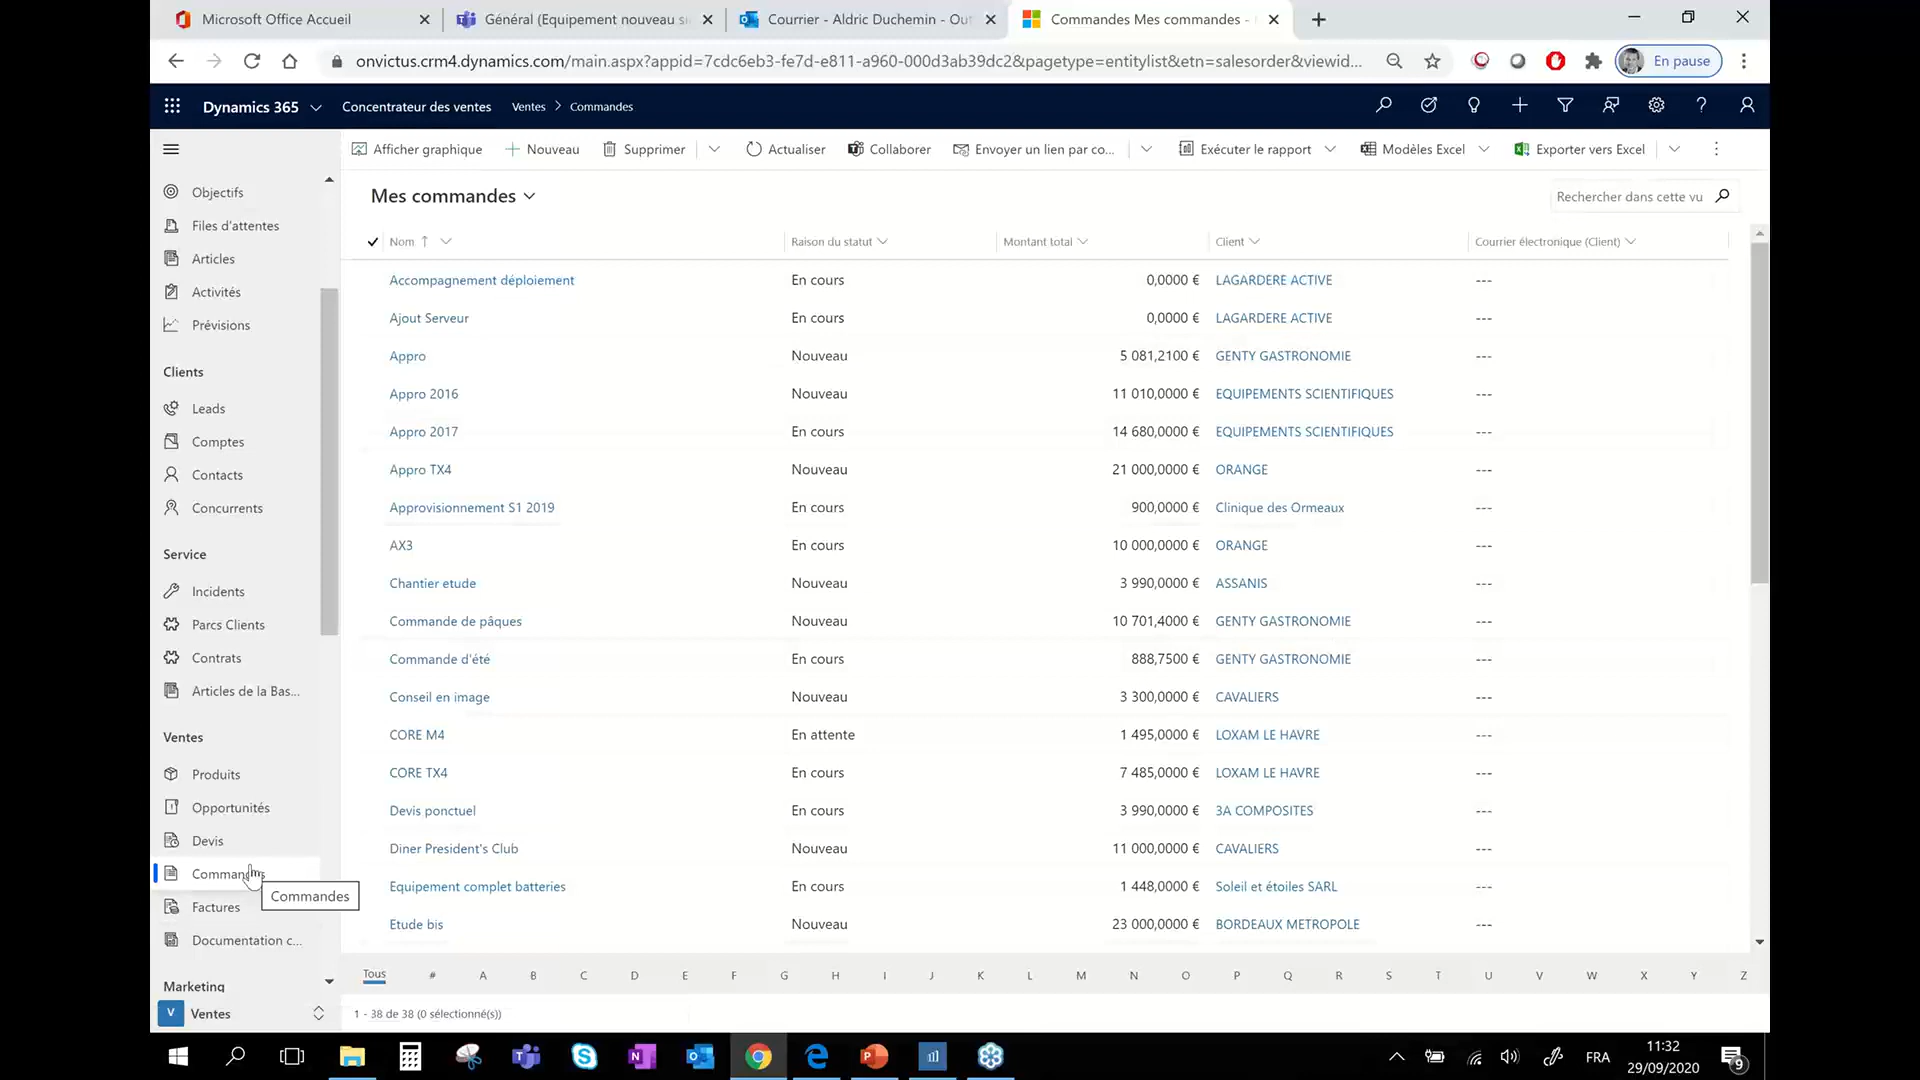 Microsoft Office Accueil
Général (Equipement nouveau si
Courrier - Aldric Duchemin - Out
Commandes Mes commandes -
onvictus.crm4.dynamics.com/main.aspx?appid=7cdc6eb3-fe7d-e811-a960-000d3ab39dc2&pagetype=entitylist&etn=salesorder&viewid...
En pause
Dynamics 365
Concentrateur des ventes
Ventes > Commandes
Afficher graphique
Nouveau
Supprimer
Actualiser
Collaborer
Envoyer un lien par co...
Exécuter le rapport
Modèles Excel
Exporter vers Excel
Objectifs
Files d'attentes
Articles
Activités
Prévisions
Clients
Leads
Comptes
Contacts
Concurrents
Service
Incidents
Parcs Clients
Contrats
Articles de la Bas...
Ventes
Produits
Opportunités
Devis
Commandes
Commandes
Factures
Documentation c...
Marketing
V Ventes
Mes commandes
Rechercher dans cette vu
Nom ↑ Raison du statut Montant total Client Courrier électronique (Client)
Accompagnement déploiement En cours 0,0000 € LAGARDERE ACTIVE ---
Ajout Serveur En cours 0,0000 € LAGARDERE ACTIVE ---
Appro Nouveau 5 081,2100 € GENTY GASTRONOMIE ---
Appro 2016 Nouveau 11 010,0000 € EQUIPEMENTS SCIENTIFIQUES ---
Appro 2017 En cours 14 680,0000 € EQUIPEMENTS SCIENTIFIQUES ---
Appro TX4 Nouveau 21 000,0000 € ORANGE ---
Approvisionnement S1 2019 En cours 900,0000 € Clinique des Ormeaux ---
AX3 En cours 10 000,0000 € ORANGE ---
Chantier etude Nouveau 3 990,0000 € ASSANIS ---
Commande de pâques Nouveau 10 701,4000 € GENTY GASTRONOMIE ---
Commande d'été En cours 888,7500 € GENTY GASTRONOMIE ---
Conseil en image Nouveau 3 300,0000 € CAVALIERS ---
CORE M4 En attente 1 495,0000 € LOXAM LE HAVRE ---
CORE TX4 En cours 7 485,0000 € LOXAM LE HAVRE ---
Devis ponctuel En cours 3 990,0000 € 3A COMPOSITES ---
Diner President's Club Nouveau 11 000,0000 € CAVALIERS ---
Equipement complet batteries En cours 1 448,0000 € Soleil et étoiles SARL ---
Etude bis Nouveau 23 000,0000 € BORDEAUX METROPOLE ---
Tous # A B C D E F G H I J K L M N O P Q R S T U V W X Y Z
1 - 38 de 38 (0 sélectionné(s))
FRA
11:32
29/09/2020
9